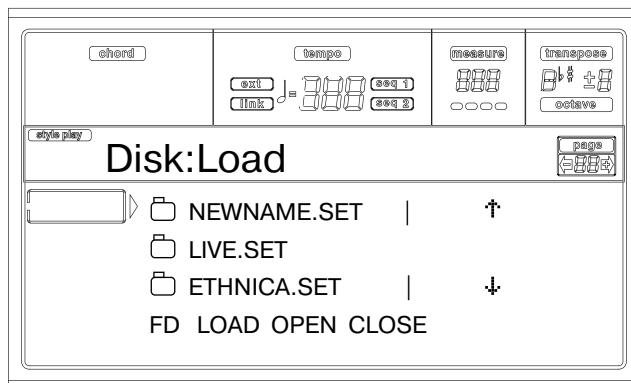 chord
tempo
measure
transpose
ext
link
seq 1
seq 2
octave
style play
Disk:Load
page
NEWNAME.SET | ↑
LIVE.SET
ETHNICA.SET | ↓
FD LOAD OPEN CLOSE